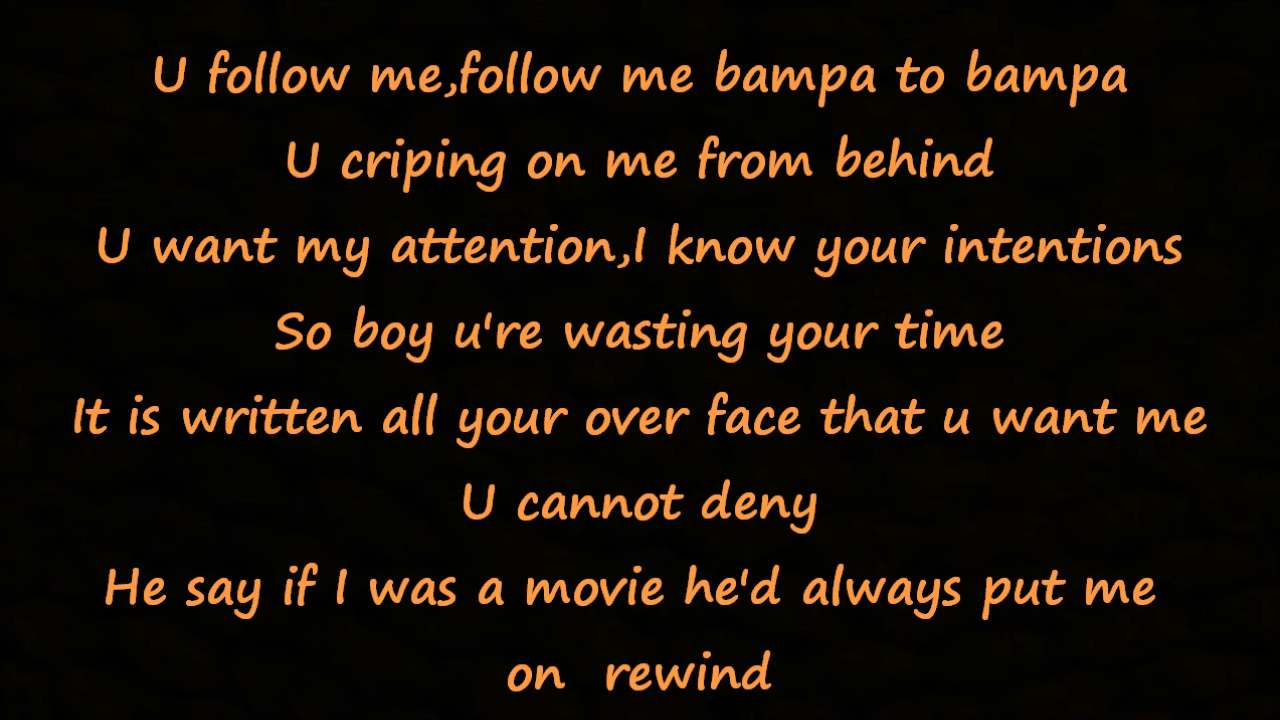 U follow me,follow me bampa to bampa
U criping on me from behind
U want my attention,I know your intentions
So boy u're wasting your time
It is written all your over face that u want me
U cannot deny
He say if I was a movie he'd always put me
on rewind